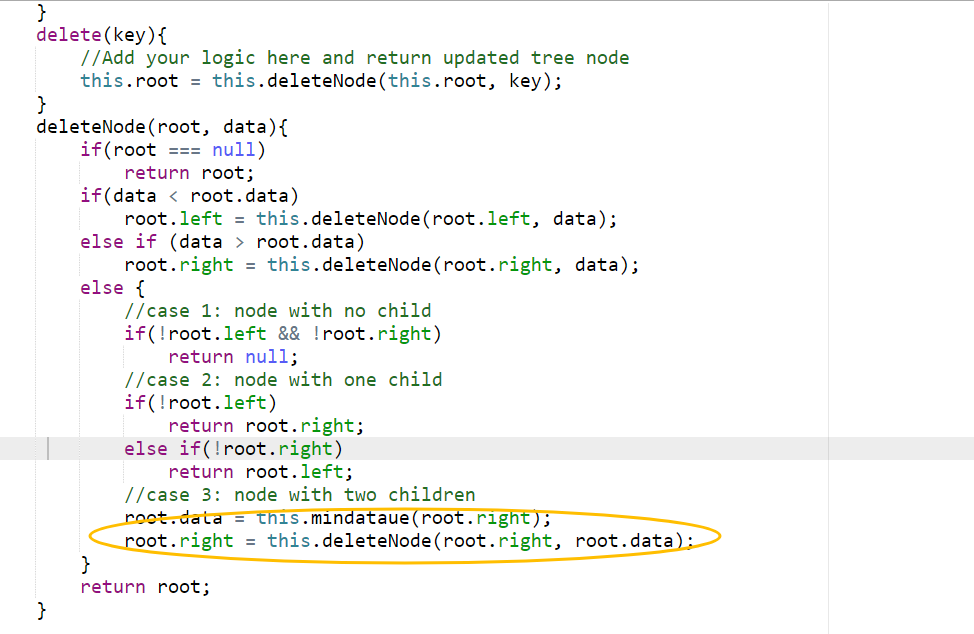 }
delete(key){
//Add your logic here and return updated tree node
this.root = this.deleteNode(this.root, key);
}
deleteNode(root, data){
if(root === null)
return root;
if(data < root.data)
root.left = this.deleteNode(root.left, data);
else if (data > root.data)
root.right = this.deleteNode(root.right, data);
else {
//case 1: node with no child
if(!root.left && !root.right)
return null;
//case 2: node with one child
if(!root.left)
return root.right;
else if(!root.right)
return root.left;
//case 3: node with two children
root.data = this.mindataue(root.right);
root.right = this.deleteNode(root.right, root.data);
}
return root;
}